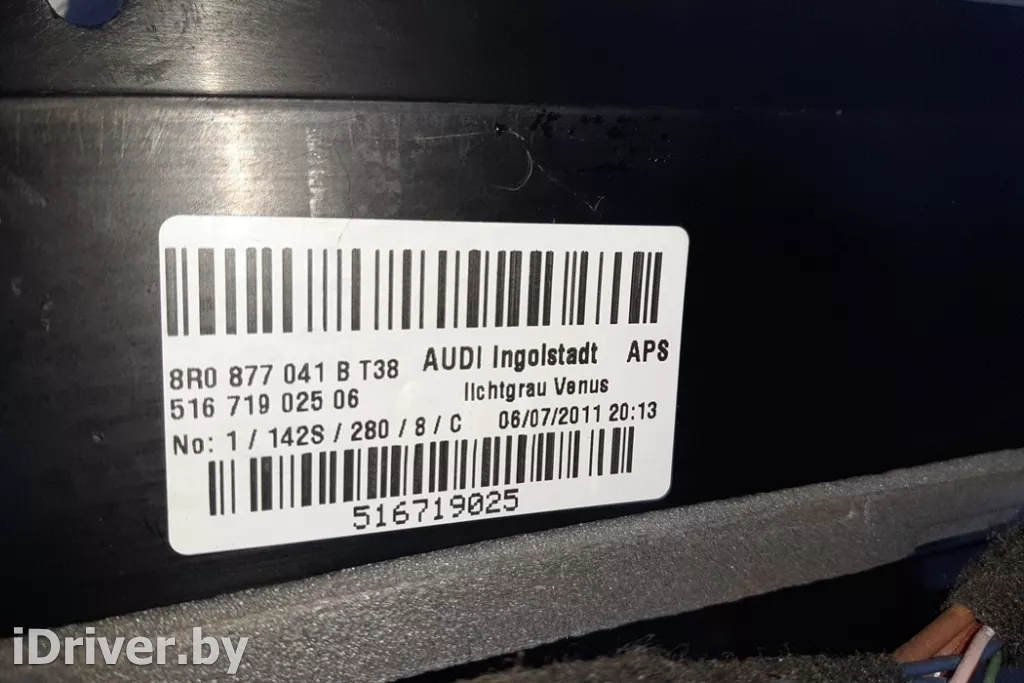 8R0 877 041 B T38 AUDI Ingolstadt APS
516 719 025 06 lichtgrau Venus
No: 1 / 142S / 280 / 8 / C 06/07/2011 20:13
516719025
iDriver.by